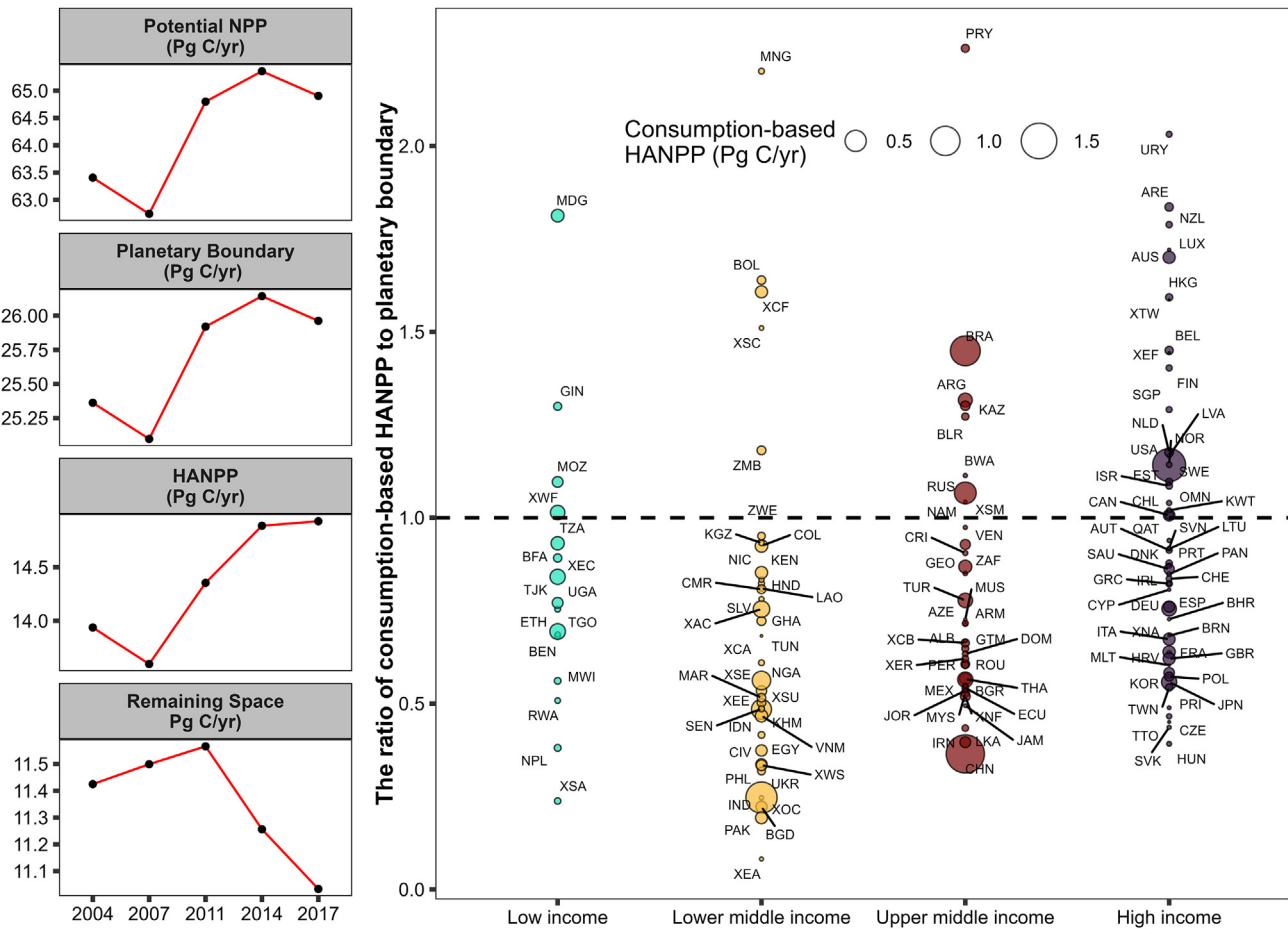 Potential NPP
(Pg C/yr)
65.0
64.5
64.0
63.5
63.0
Planetary Boundary
(Pg C/yr)
26.00
25.75
25.50
25.25
HANPP
(Pg C/yr)
14.5
14.0
Remaining Space
Pg C/yr)
11.5
11.4
11.3
11.2
11.1
2004 2007 2011 2014 2017
The ratio of consumption-based HANPP to planetary boundary
2.0
1.5
1.0
0.5
0.0
Consumption-based
HANPP (Pg C/yr)
0.5 1.0 1.5
MDG
GIN
MOZ
XWF
TZA
BFA
XEC
TJK UGA
ETH TGO
BEN
MWI
RWA
NPL
XSA
MNG
BOL
XCF
XSC
ZMB
ZWE
KGZ COL
NIC KEN
CMR HND
LAO
SLV
XAC GHA
XCA TUN
MAR XSE NGA
XEE XSU
SEN IDN KHM
VNM
CIV EGY
XWS
PHL UKR
IND XOC
PAK BGD
XEA
PRY
BRA
ARG
KAZ
BLR
BWA
RUS
NAM XSM
CRI VEN
GEO ZAF
TUR MUS
AZE ARM
XCB ALB GTM DOM
XER PER ROU
MEX BGR THA
JOR MYS XNF ECU
JAM
IRN LKA
CHN
URY
ARE
NZL
LUX
AUS
HKG
XTW
BEL
XEF
FIN
SGP
LVA
NLD
NOR
USA
ISR EST SWE
CAN CHL OMN KWT
AUT QAT SVN LTU
SAU DNK PRT PAN
GRC IRL CHE
CYP DEU ESP BHR
ITA XNA BRN
MLT HRV FRA GBR
KOR POL
TWN PRI JPN
TTO CZE
SVK HUN
Low income Lower middle income Upper middle income High income